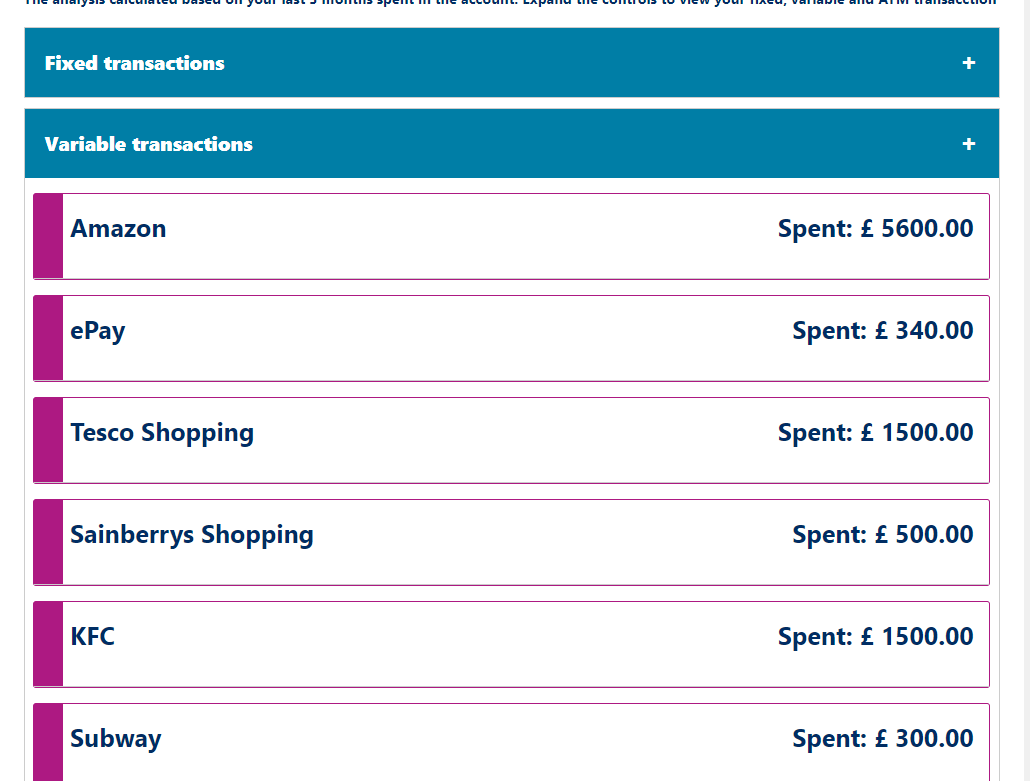 The analysis calculated based on your last 3 months spent in the account. Expand the controls to view your fixed, variable and ATM transacction
Fixed transactions +
Variable transactions +
Amazon Spent: £ 5600.00
ePay Spent: £ 340.00
Tesco Shopping Spent: £ 1500.00
Sainberrys Shopping Spent: £ 500.00
KFC Spent: £ 1500.00
Subway Spent: £ 300.00